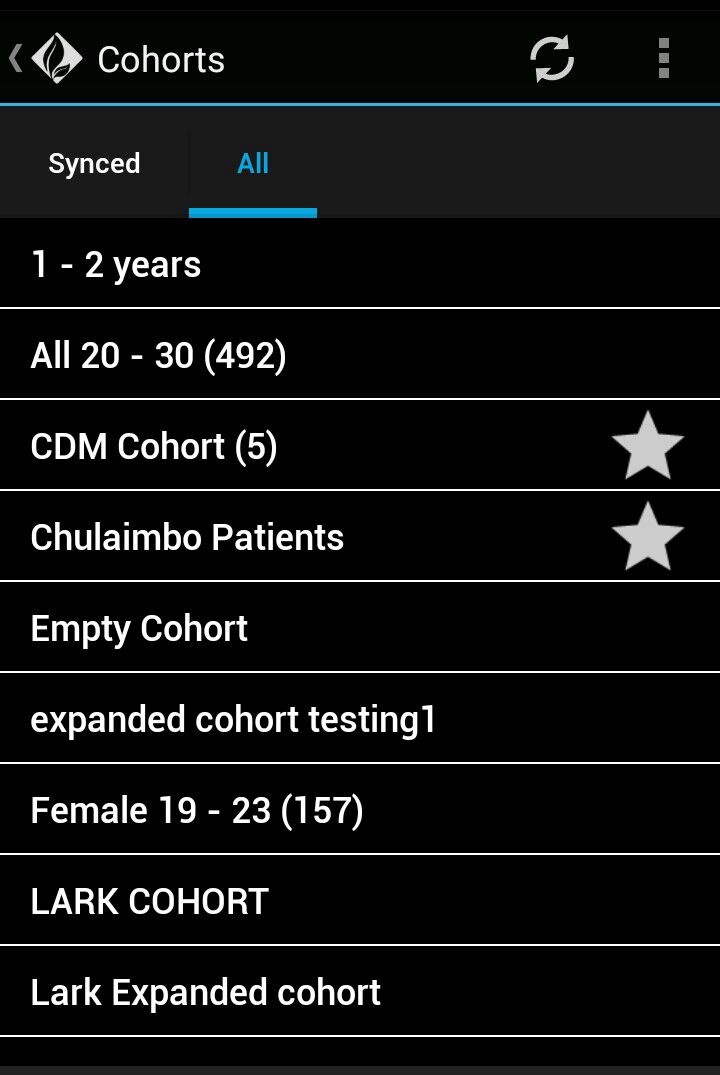 Cohorts
Synced
All
1 - 2 years
All 20 - 30 (492)
CDM Cohort (5)
Chulaimbo Patients
Empty Cohort
expanded cohort testing1
Female 19 - 23 (157)
LARK COHORT
Lark Expanded cohort